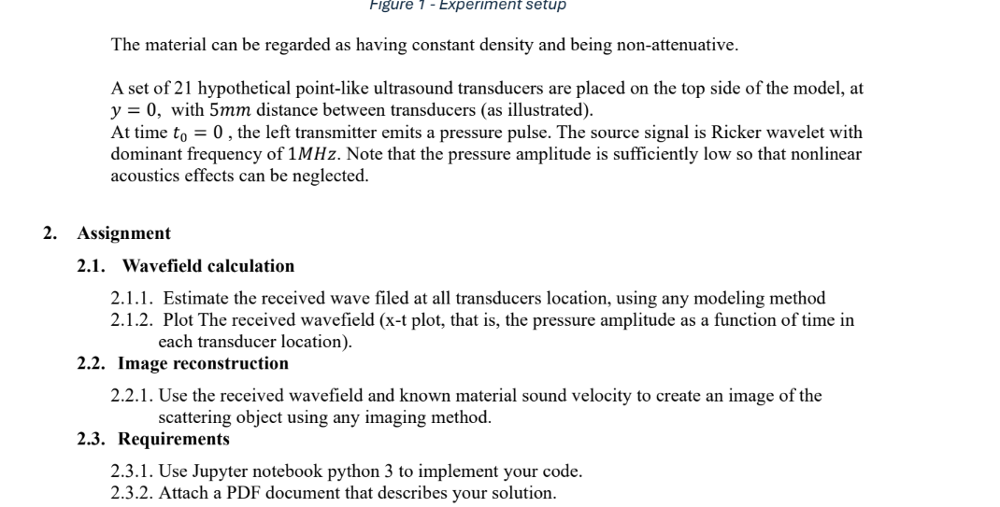 Figure 1 - Experiment setup
The material can be regarded as having constant density and being non-attenuative.
A set of 21 hypothetical point-like ultrasound transducers are placed on the top side of the model, at
y = 0, with 5mm distance between transducers (as illustrated).
At time t₀ = 0 , the left transmitter emits a pressure pulse. The source signal is Ricker wavelet with
dominant frequency of 1MHz. Note that the pressure amplitude is sufficiently low so that nonlinear
acoustics effects can be neglected.
2. Assignment
2.1. Wavefield calculation
2.1.1. Estimate the received wave filed at all transducers location, using any modeling method
2.1.2. Plot The received wavefield (x-t plot, that is, the pressure amplitude as a function of time in
each transducer location).
2.2. Image reconstruction
2.2.1. Use the received wavefield and known material sound velocity to create an image of the
scattering object using any imaging method.
2.3. Requirements
2.3.1. Use Jupyter notebook python 3 to implement your code.
2.3.2. Attach a PDF document that describes your solution.